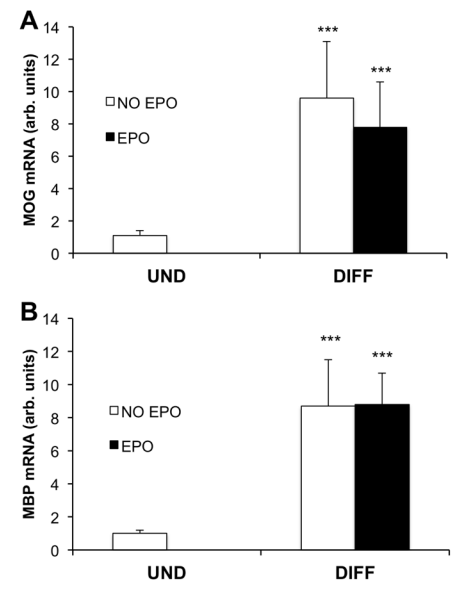 A
14
12
10
8
6
4
2
0
MOG mRNA (arb. units)
NO EPO
EPO
***
***
UND DIFF
B
14
12
10
8
6
4
2
0
MBP mRNA (arb. units)
NO EPO
EPO
***
***
UND DIFF